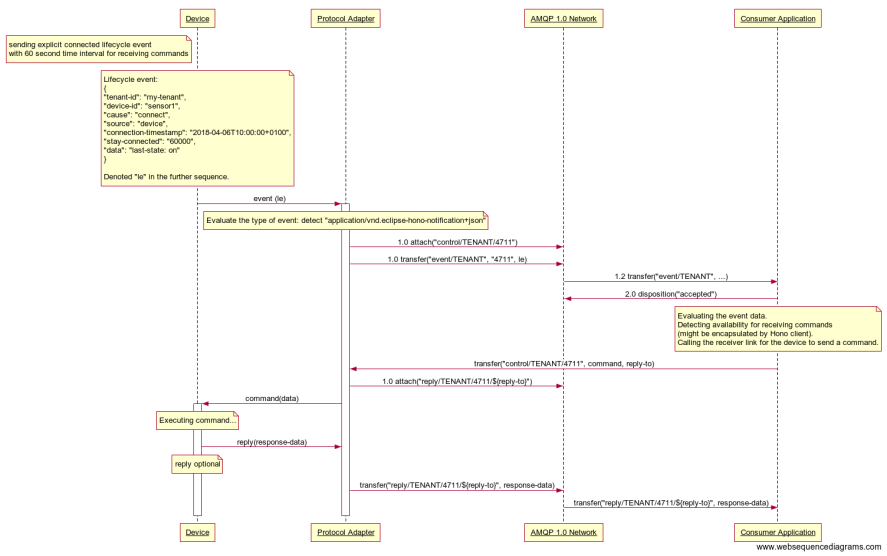 Device
Protocol Adapter
AMQP 1.0 Network
Consumer Application
sending explicit connected lifecycle event
with 60 second time interval for receiving commands
Lifecycle event:
{
"tenant-id": "my-tenant",
"device-id": "sensor1",
"cause": "connect",
"source": "device",
"connection-timestamp": "2018-04-06T10:00:00+0100",
"stay-connected": "60000",
"data": "last-state: on"
}
Denoted "le" in the further sequence.
event (le)
Evaluate the type of event: detect "application/vnd.eclipse-hono-notification+json"
1.0 attach("control/TENANT/4711")
1.0 transfer("event/TENANT", "4711", le)
1.2 transfer("event/TENANT", ...)
2.0 disposition("accepted")
Evaluating the event data.
Detecting availability for receiving commands
(might be encapsulated by Hono client).
Calling the receiver link for the device to send a command.
transfer("control/TENANT/4711", command, reply-to)
1.0 attach("reply/TENANT/4711/${reply-to}")
command(data)
Executing command...
reply(response-data)
reply optional
transfer("reply/TENANT/4711/${reply-to}", response-data)
transfer("reply/TENANT/4711/${reply-to}", response-data)
Device
Protocol Adapter
AMQP 1.0 Network
Consumer Application
www.websequencediagrams.com